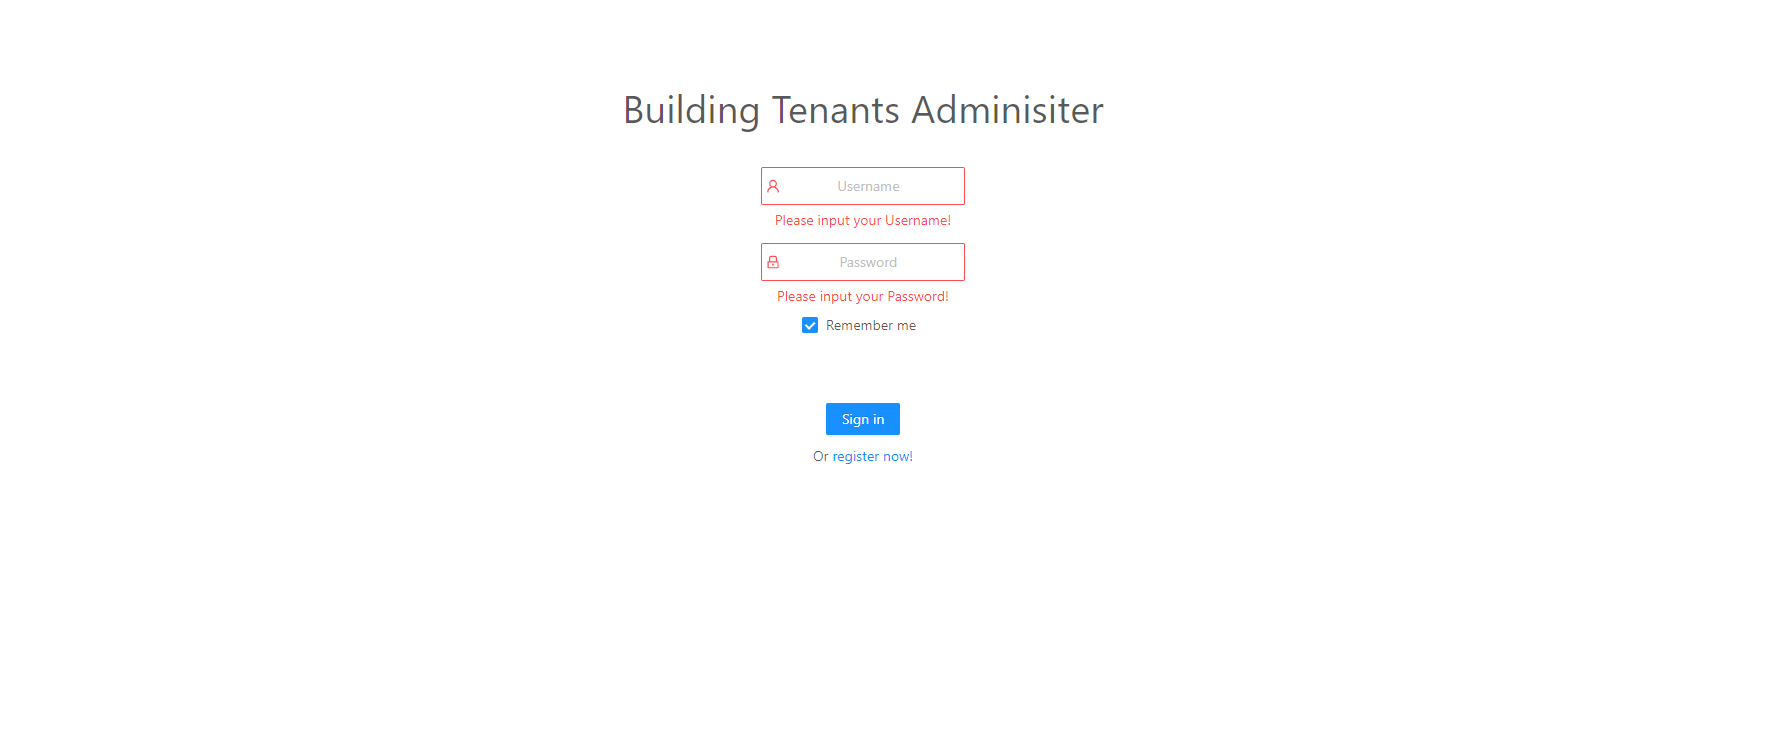 Building Tenants Adminisiter
Username
Please input your Username!
Password
Please input your Password!
Remember me
Sign in
Or register now!